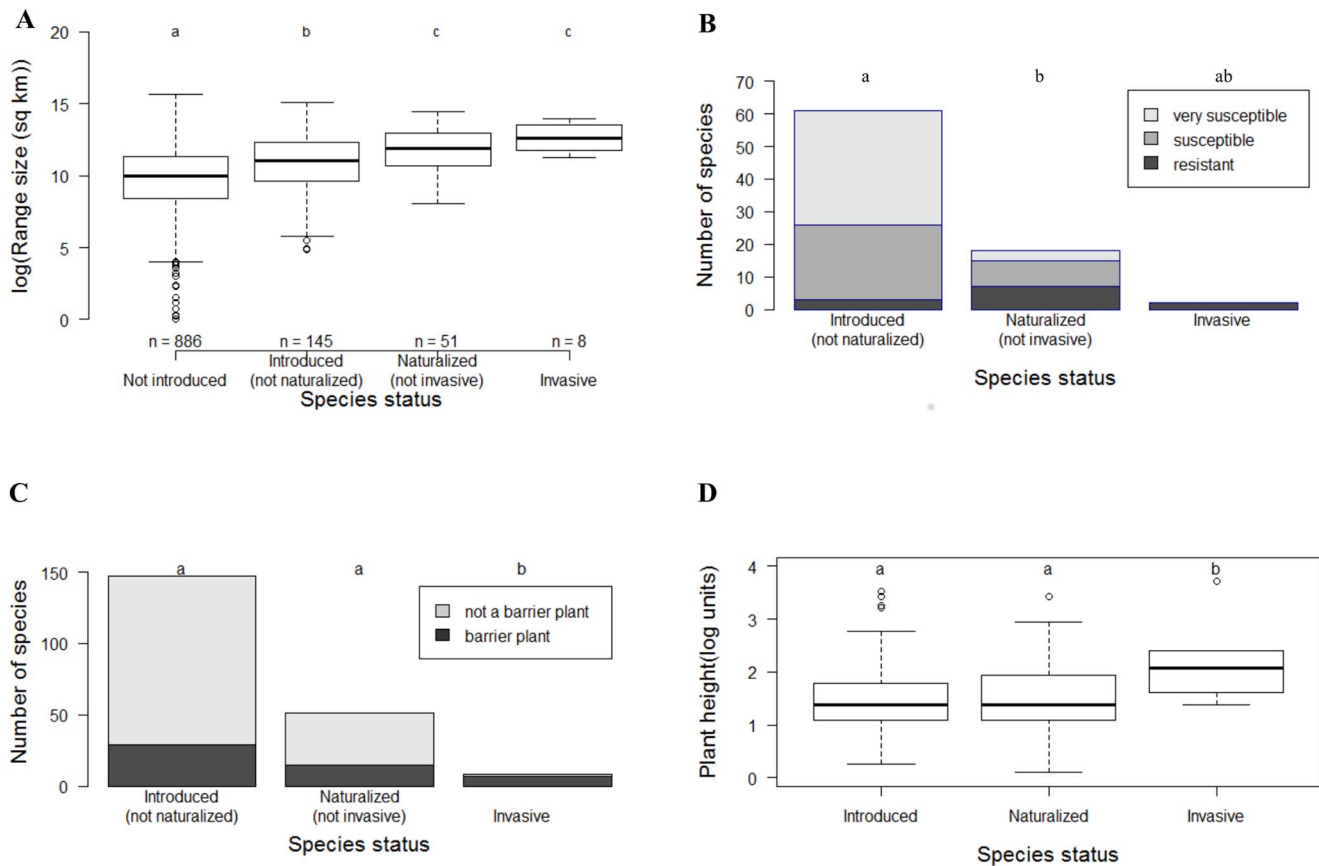 A
log(Range size (sq km))
20
15
10
5
0
a b c c
n = 886 n = 145 n = 51 n = 8
Not introduced
Introduced
(not naturalized)
Naturalized
(not invasive)
Invasive
Species status
B
Number of species
70
60
50
40
30
20
10
0
a b ab
very susceptible
susceptible
resistant
Introduced
(not naturalized)
Naturalized
(not invasive)
Invasive
Species status
C
Number of species
150
100
50
0
a a b
not a barrier plant
barrier plant
Introduced
(not naturalized)
Naturalized
(not invasive)
Invasive
Species status
D
Plant height(log units)
4
3
2
1
0
a a b
Introduced Naturalized Invasive
Species status